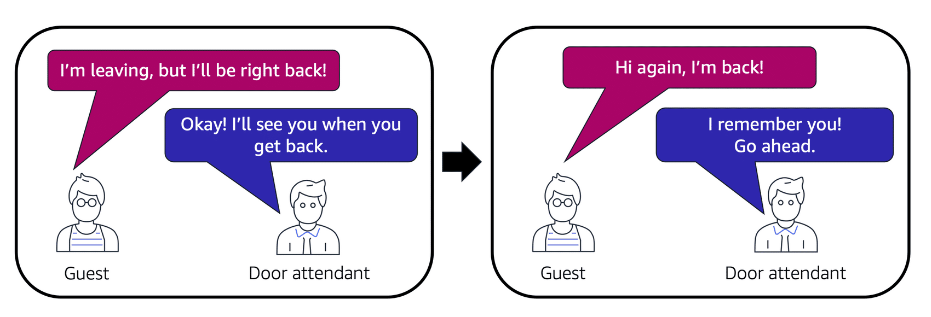 I'm leaving, but I'll be right back!
Okay! I'll see you when you
get back.
Guest
Door attendant
Hi again, I'm back!
I remember you!
Go ahead.
Guest
Door attendant